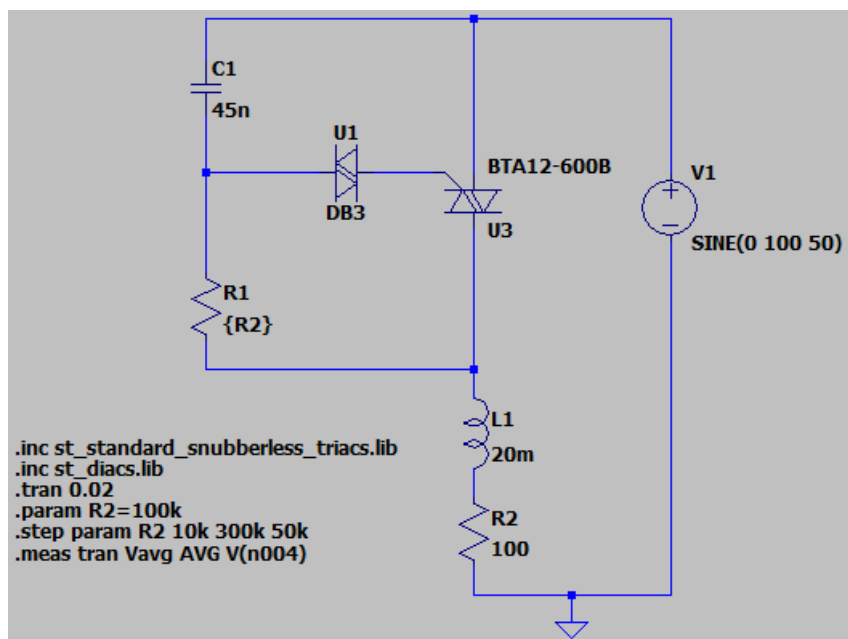 C1
45n
U1
DB3
BTA12-600B
U3
V1
SINE(0 100 50)
R1
{R2}
L1
20m
R2
100
.inc st_standard_snubberless_triacs.lib
.inc st_diacs.lib
.tran 0.02
.param R2=100k
.step param R2 10k 300k 50k
.meas tran Vavg AVG V(n004)